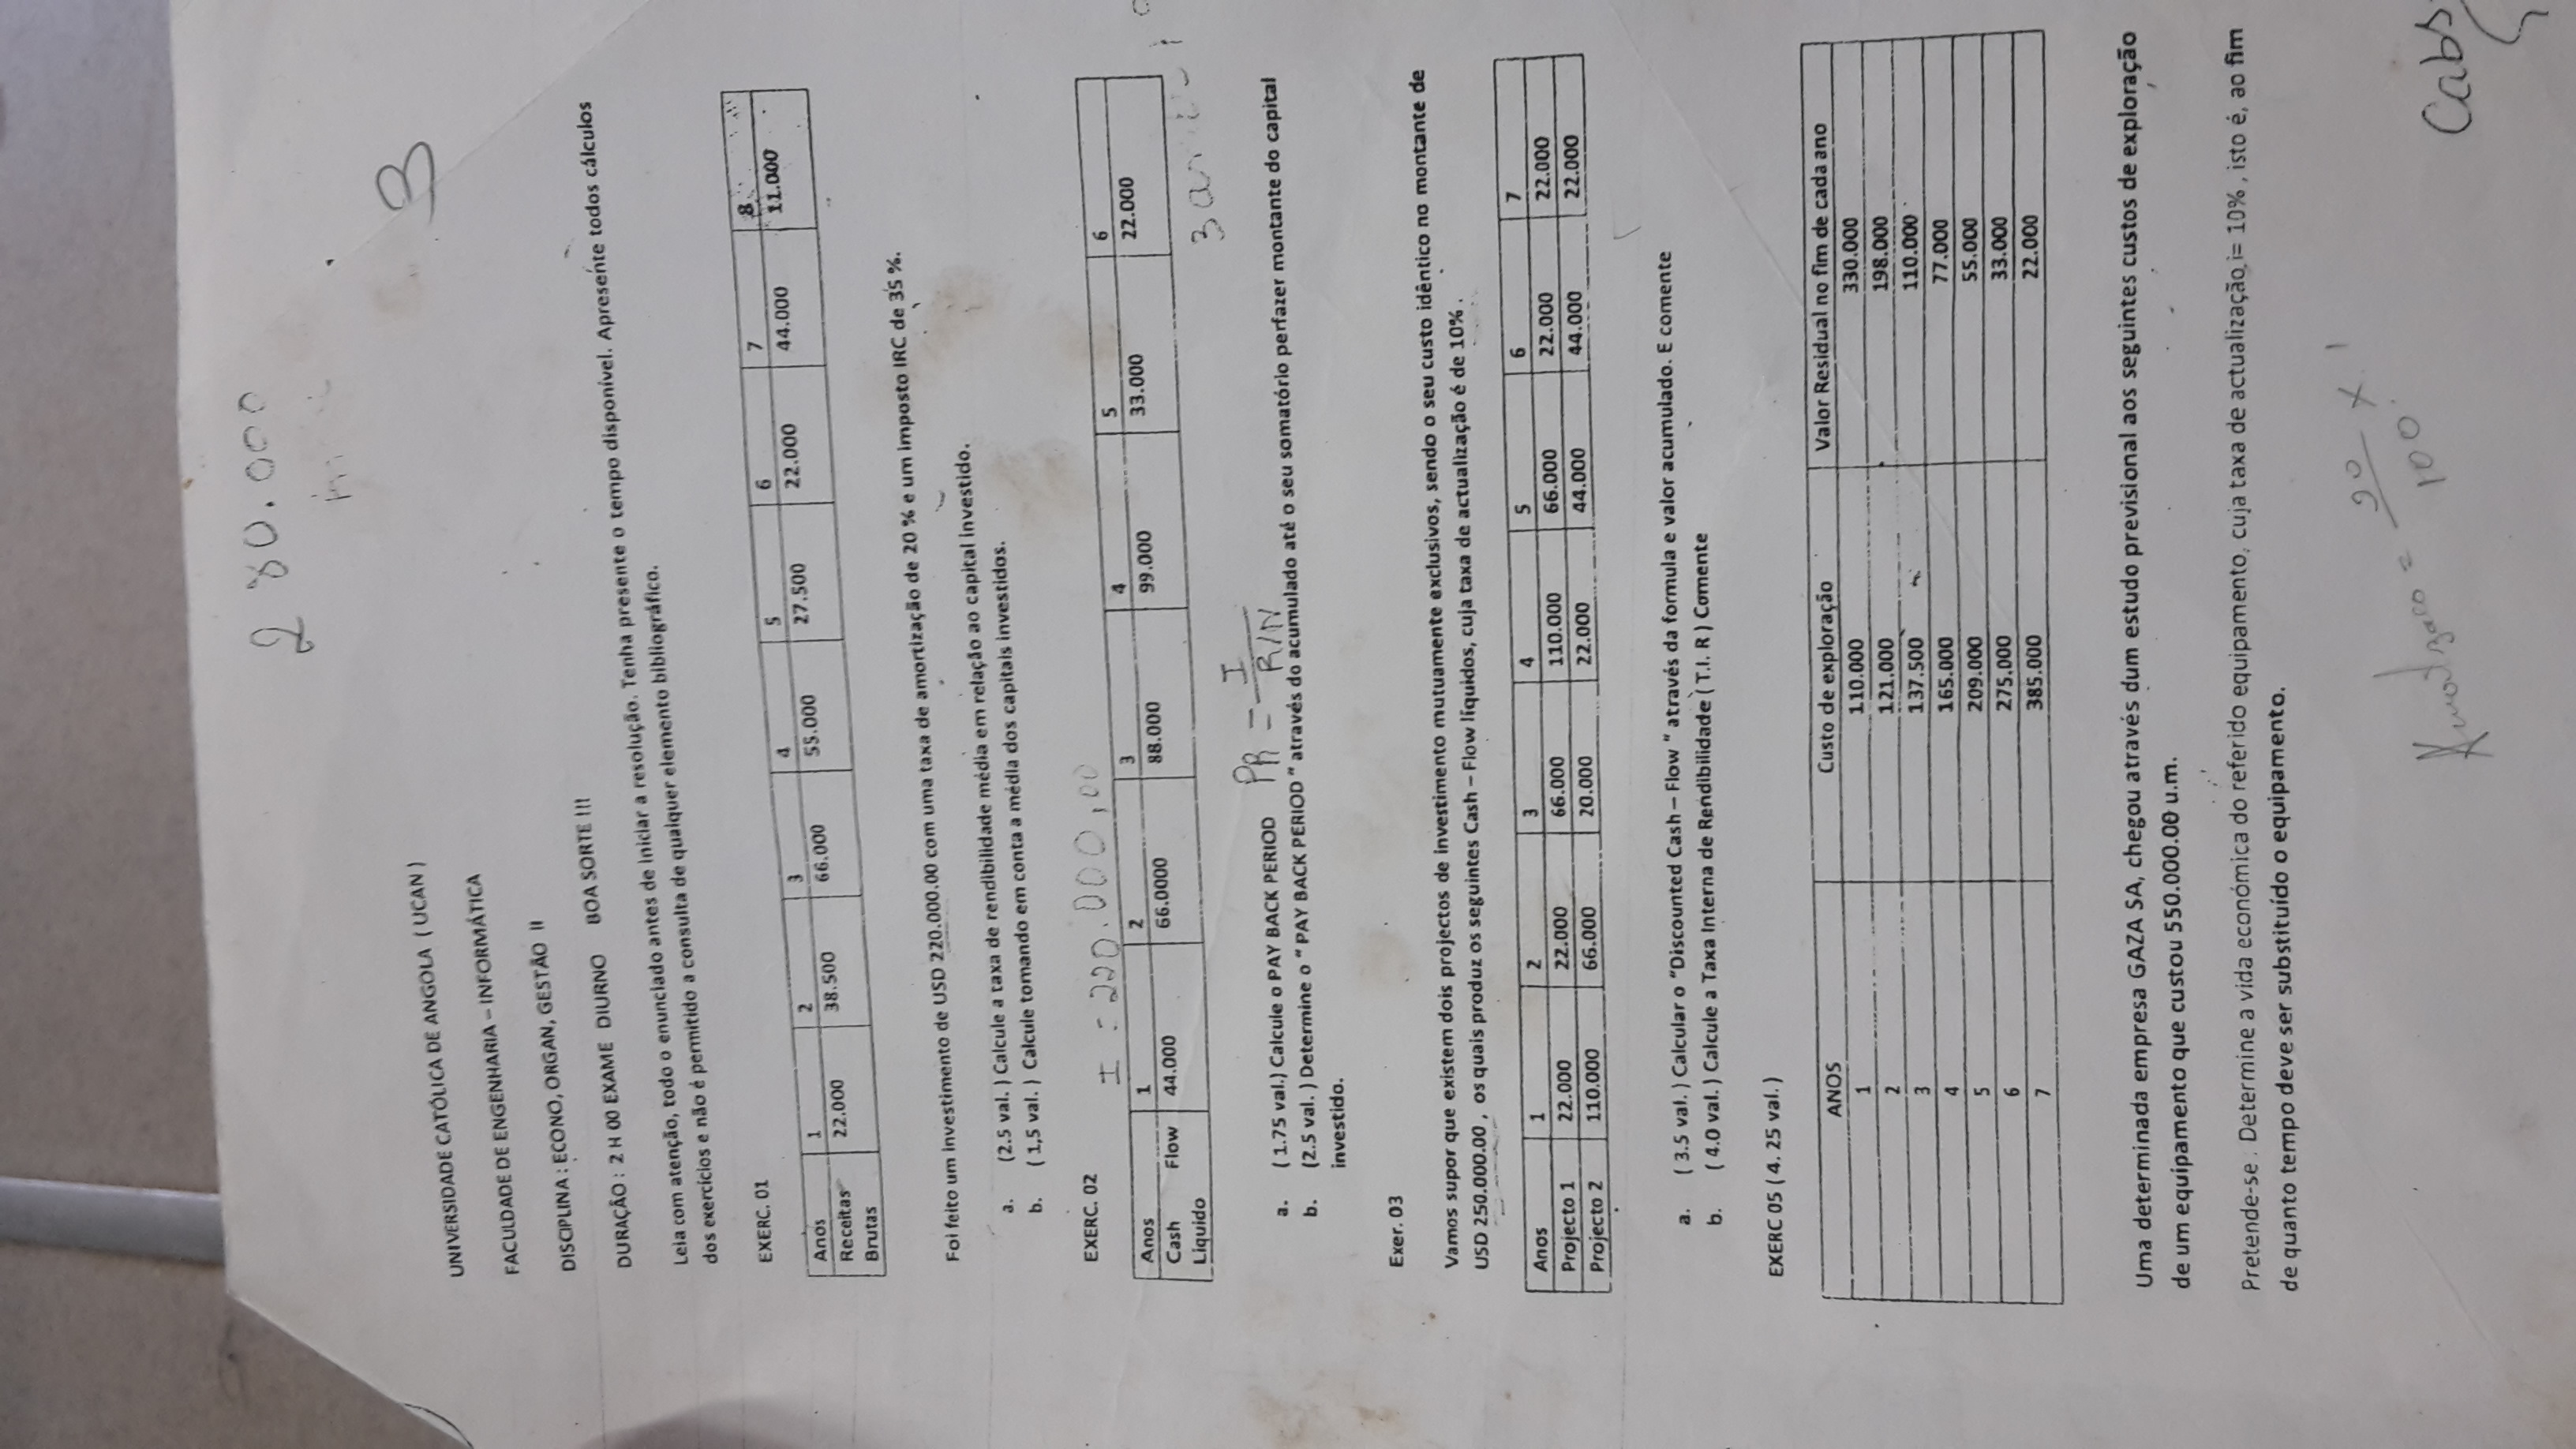 2 80.000
3
UNIVERSIDADE CATÓLICA DE ANGOLA ( UCAN )
FACULDADE DE ENGENHARIA – INFORMÁTICA
DISCIPLINA : ECONO, ORGAN, GESTÃO II
DURAÇÃO : 2 H 00 EXAME DIURNO BOA SORTE !!!
Leia com atenção, todo o enunciado antes de iniciar a resolução. Tenha presente o tempo disponível. Apresente todos cálculos
dos exercícios e não é permitido a consulta de qualquer elemento bibliográfico.
EXERC. 01
Anos 1 2 3 4 5 6 7 8
Receitas 22.000 38.500 66.000 55.000 27.500 22.000 44.000 11.000
Brutas
Foi feito um investimento de USD 220.000.00 com uma taxa de amortização de 20 % e um imposto IRC de 35 %.
a. (2.5 val. ) Calcule a taxa de rendibilidade média em relação ao capital investido.
b. ( 1,5 val. ) Calcule tomando em conta a média dos capitais investidos.
EXERC. 02
I = 220.000,00
Anos 1 2 3 4 5 6
Cash Flow 44.000 66.0000 88.000 99.000 33.000 22.000
Liquido
a. ( 1.75 val.) Calcule o PAY BACK PERIOD PR = I / R/N
b. (2.5 val. ) Determine o “ PAY BACK PERIOD ” através do acumulado até o seu somatório perfazer montante do capital
investido.
Exer. 03
Vamos supor que existem dois projectos de investimento mutuamente exclusivos, sendo o seu custo idêntico no montante de
USD 250.000.00 , os quais produz os seguintes Cash – Flow líquidos, cuja taxa de actualização é de 10% .
Anos 1 2 3 4 5 6 7
Projecto 1 22.000 22.000 66.000 110.000 66.000 22.000 22.000
Projecto 2 110.000 66.000 20.000 22.000 44.000 44.000 22.000
a. ( 3.5 val. ) Calcular o “Discounted Cash – Flow ” através da formula e valor acumulado. E comente
b. ( 4.0 val. ) Calcule a Taxa Interna de Rendibilidade ( T.I. R ) Comente
EXERC 05 ( 4. 25 val. )
ANOS Custo de exploração Valor Residual no fim de cada ano
1 110.000 330.000
2 121.000 198.000
3 137.500 110.000
4 165.000 77.000
5 209.000 55.000
6 275.000 33.000
7 385.000 22.000
Uma determinada empresa GAZA SA, chegou através dum estudo previsional aos seguintes custos de exploração
de um equipamento que custou 550.000.00 u.m.
Pretende-se . Determine a vida económica do referido equipamento, cuja taxa de actualização i= 10% , isto é, ao fim
de quanto tempo deve ser substituído o equipamento.
100
Cabs